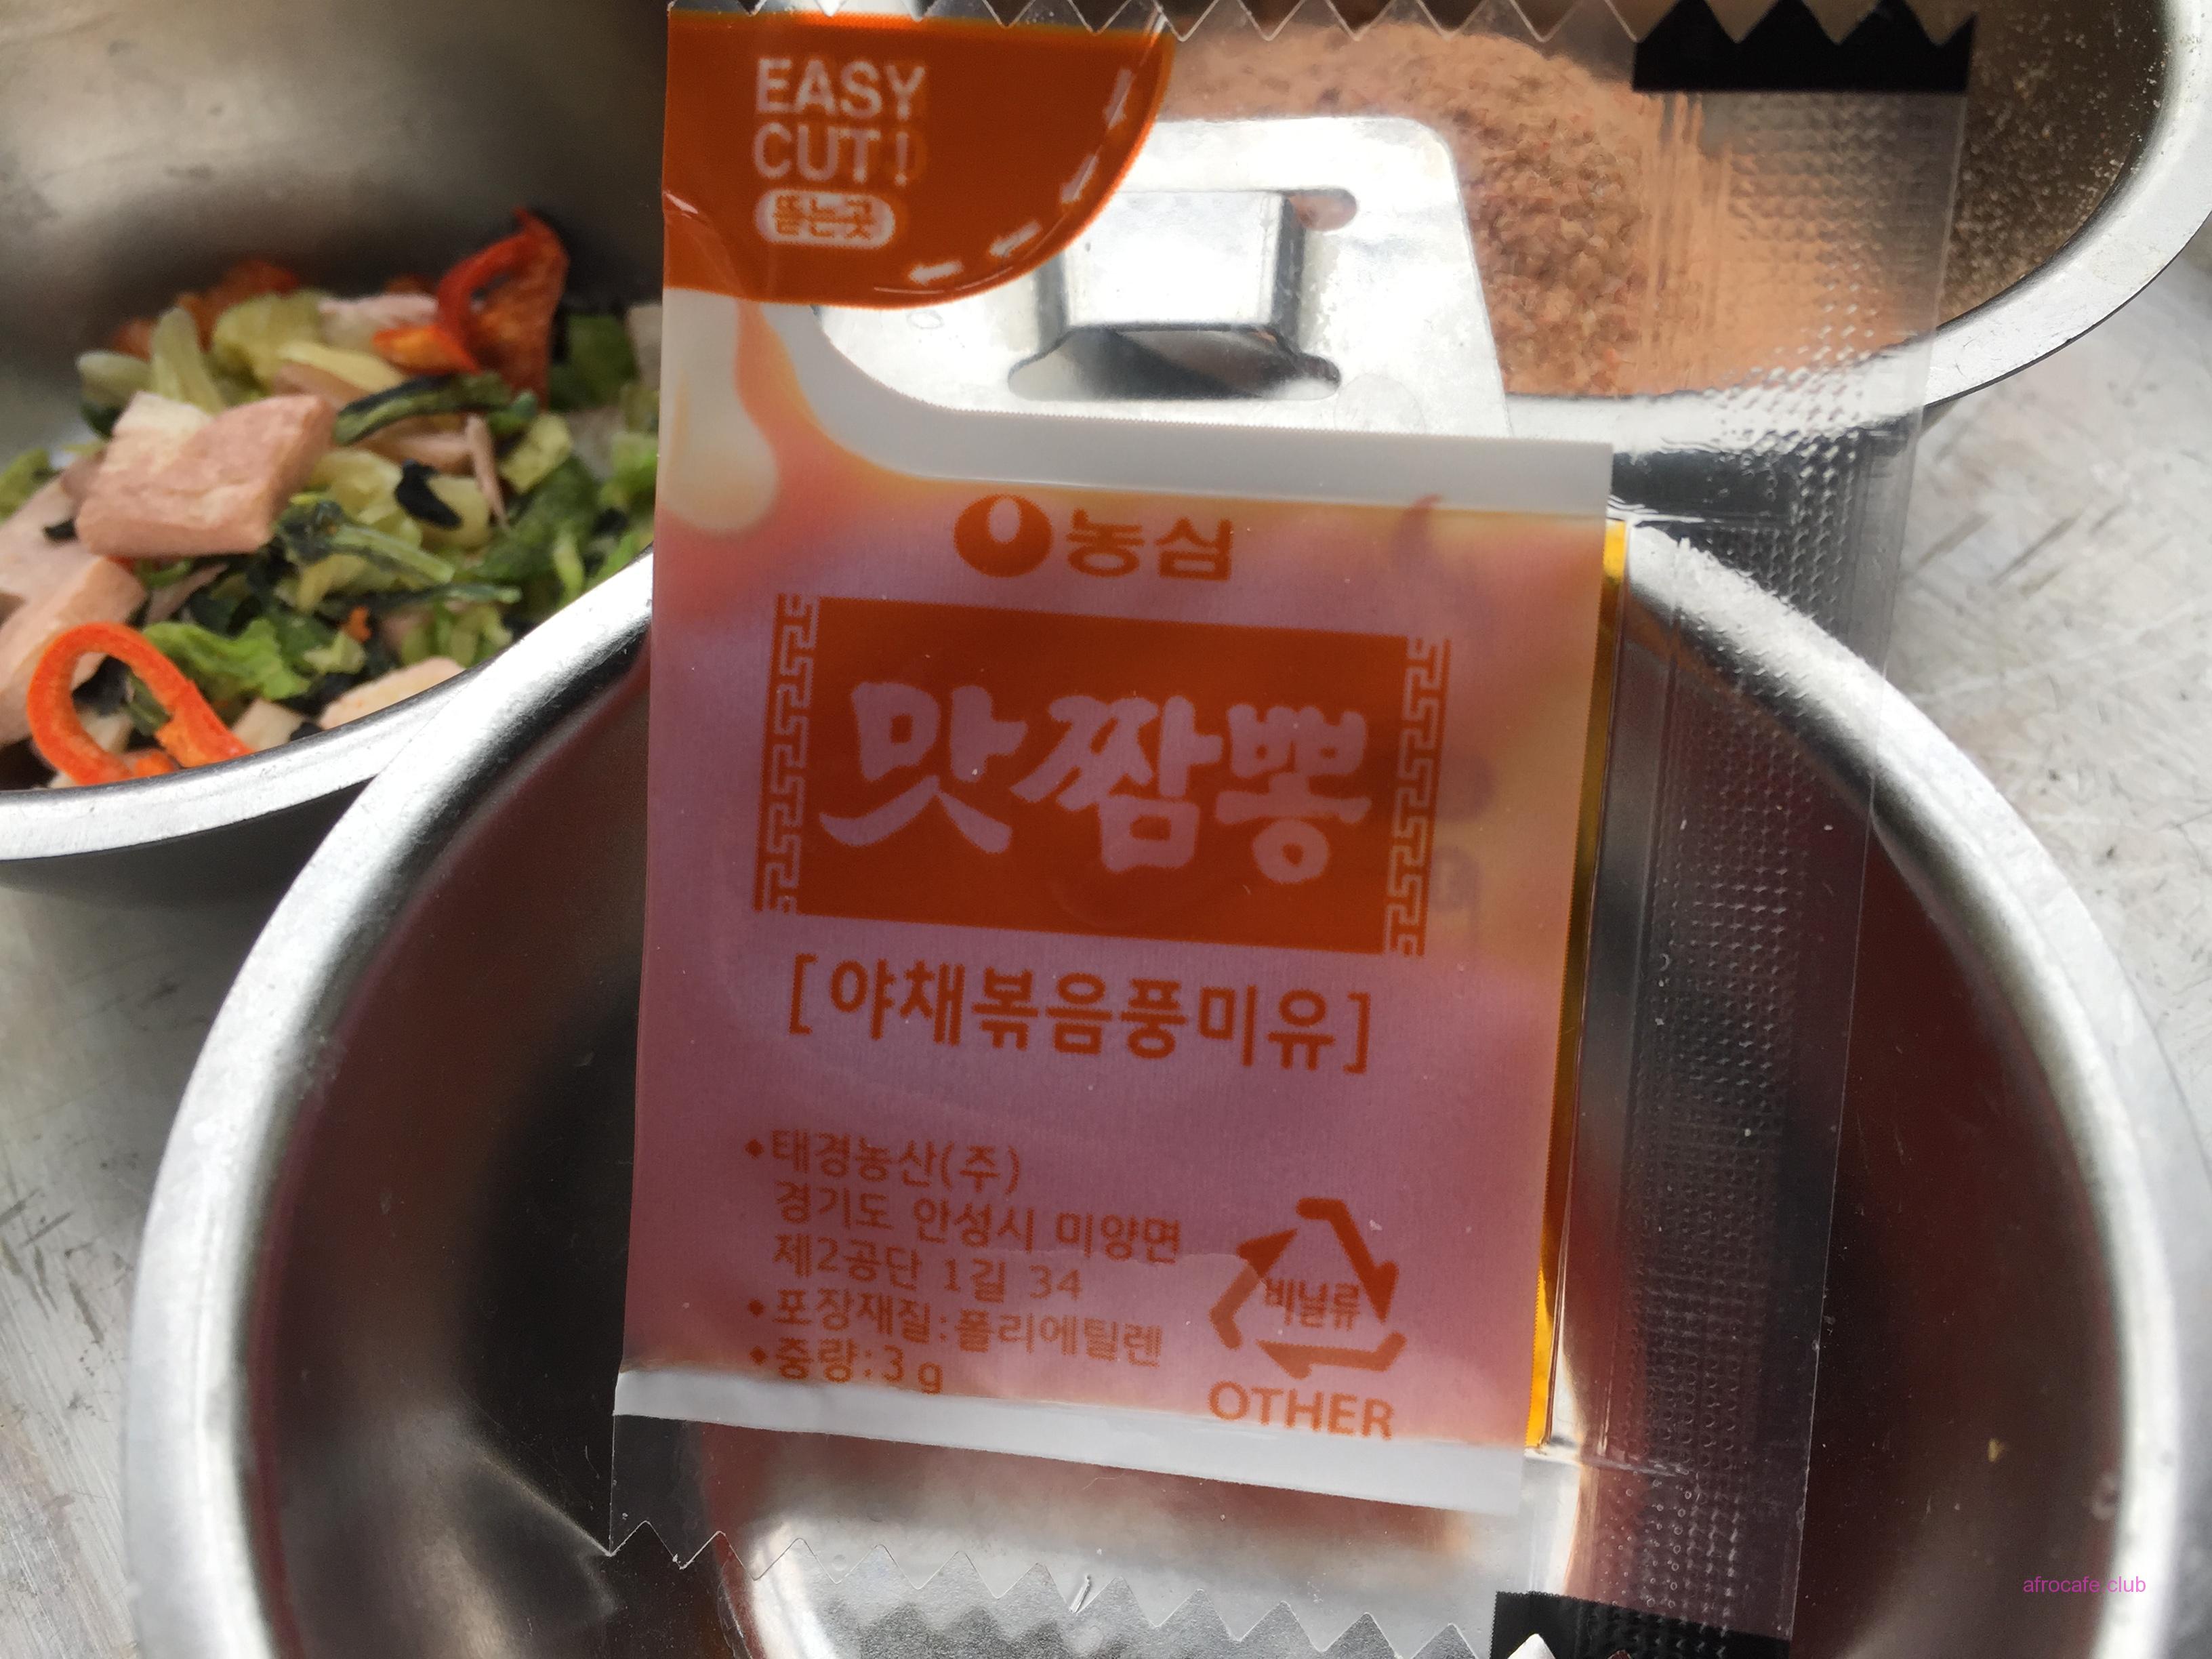 EASY
CUT!
뜯는곳
농심
맛짬뽕
[야채볶음풍미유]
◆태경농산(주)
경기도 안성시 미양면
제2공단 1길 34
◆포장재질:폴리에틸렌
◆중량:3g
비닐류
OTHER
afrocafe.club